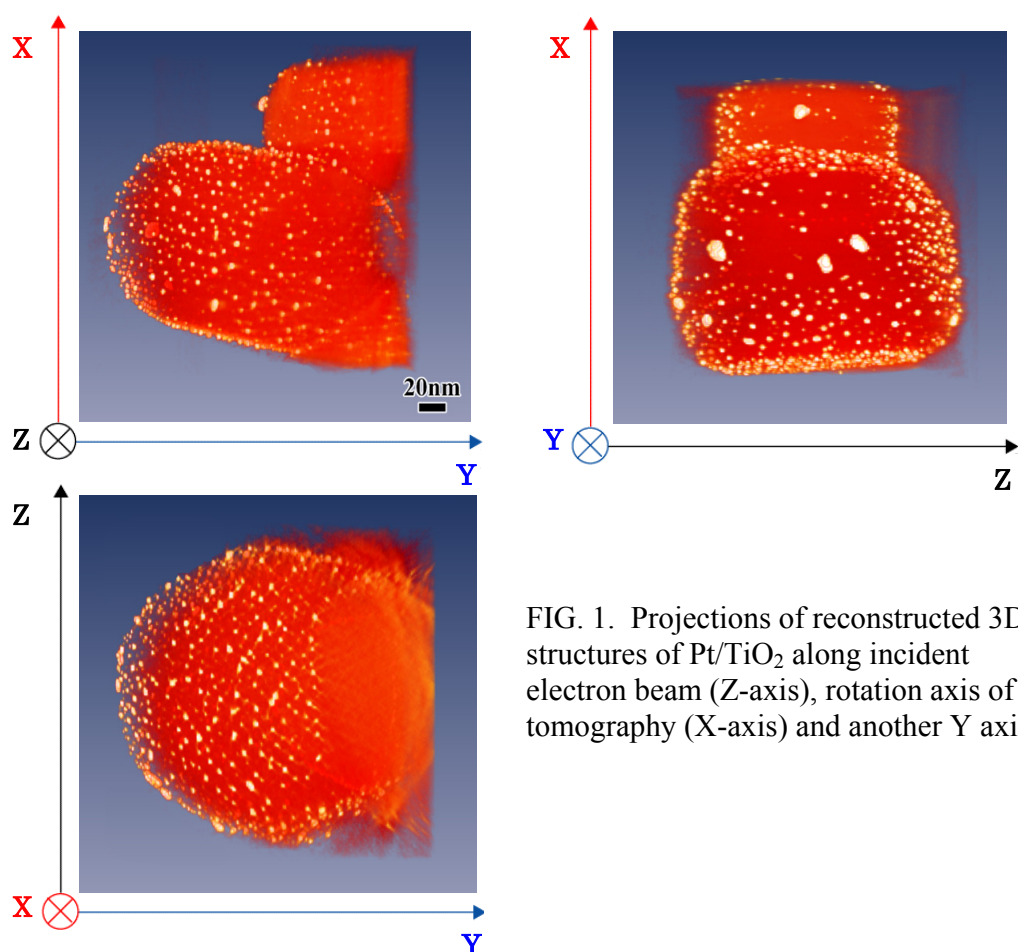 X
X
20nm
Z
Y
Y
Z
Z
FIG. 1. Projections of reconstructed 3D
structures of Pt/TiO₂ along incident
electron beam (Z-axis), rotation axis of
tomography (X-axis) and another Y axi
X
Y